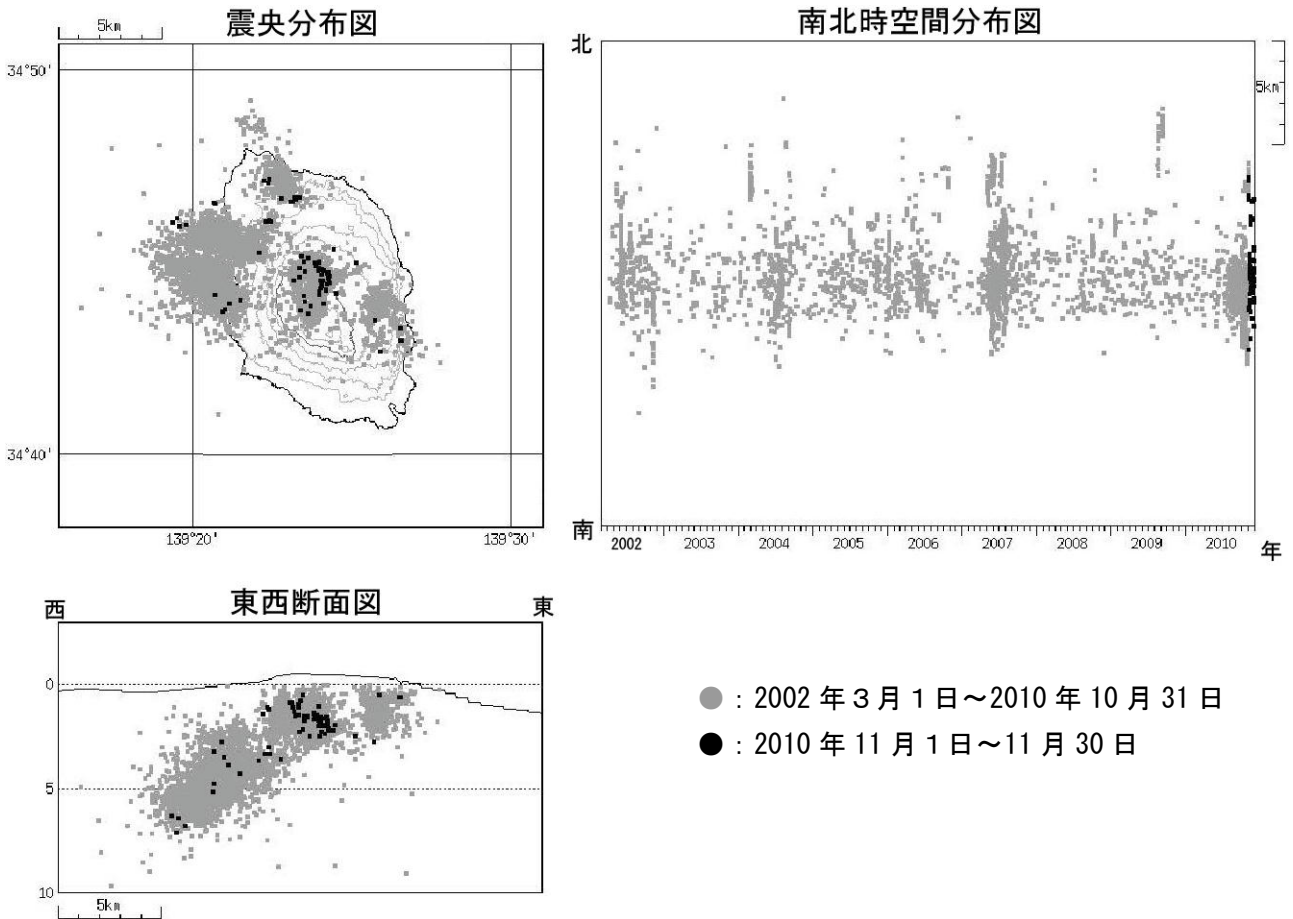 震央分布図
5km
34°50'
34°40'
139°20'
139°30'
南北時空間分布図
北
5km
南
2002 2003 2004 2005 2006 2007 2008 2009 2010
年
東西断面図
西
東
0
5
10
5km
● : 2002 年 3 月 1 日～2010 年 10 月 31 日
● : 2010 年 11 月 1 日～11 月 30 日